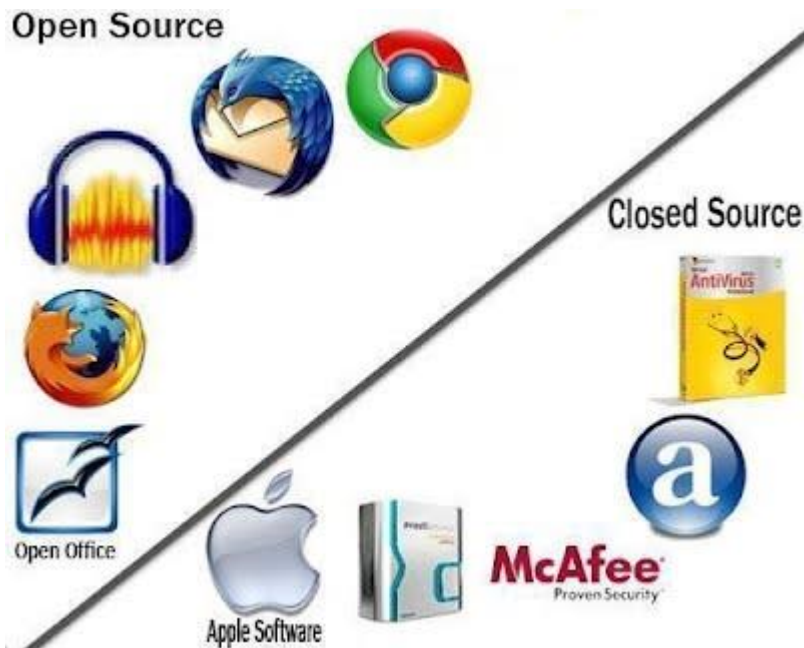 Open Source
Closed Source
AntiVirus
a
Open Office
McAfee
Proven Security
Apple Software